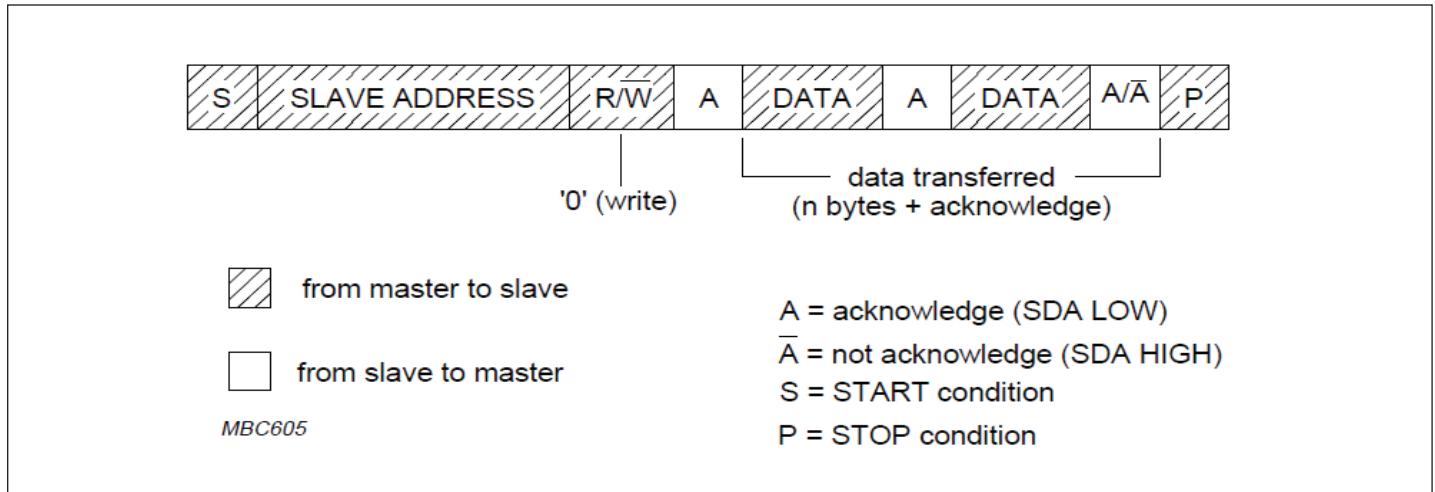 S SLAVE ADDRESS R/W̅ A DATA A DATA A/A̅ P
'0' (write)
data transferred
(n bytes + acknowledge)
from master to slave
from slave to master
MBC605
A = acknowledge (SDA LOW)
A̅ = not acknowledge (SDA HIGH)
S = START condition
P = STOP condition